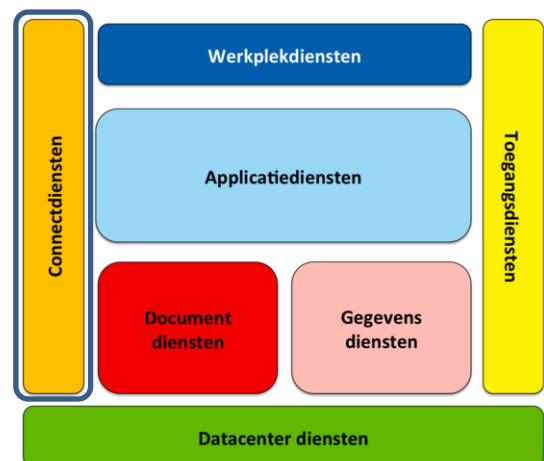 Werkplekdiensten
Connectdiensten
Applicatiediensten
Toegangsdiensten
Document
diensten
Gegevens
diensten
Datacenter diensten